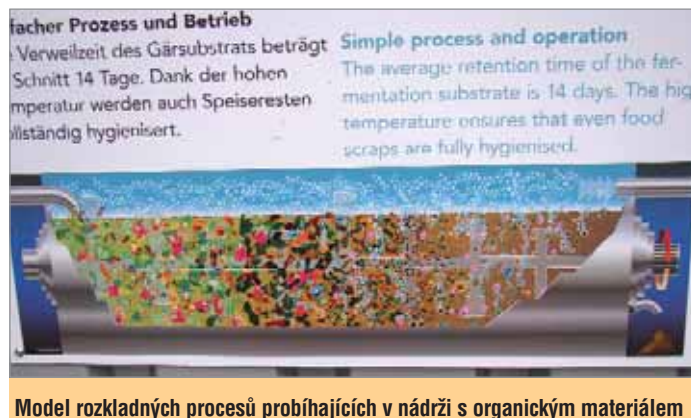 facher Prozess und Betrieb
Verweilzeit des Gärsubstrats beträgt
Schnitt 14 Tage. Dank der hohen
mperatur werden auch Speiseresten
llständig hygienisert.
Simple process and operation
The average retention time of the fer-
mentation substrate is 14 days. The hig
temperature ensures that even food
scraps are fully hygienised.
Model rozkladných procesů probíhajících v nádrži s organickým materiálem